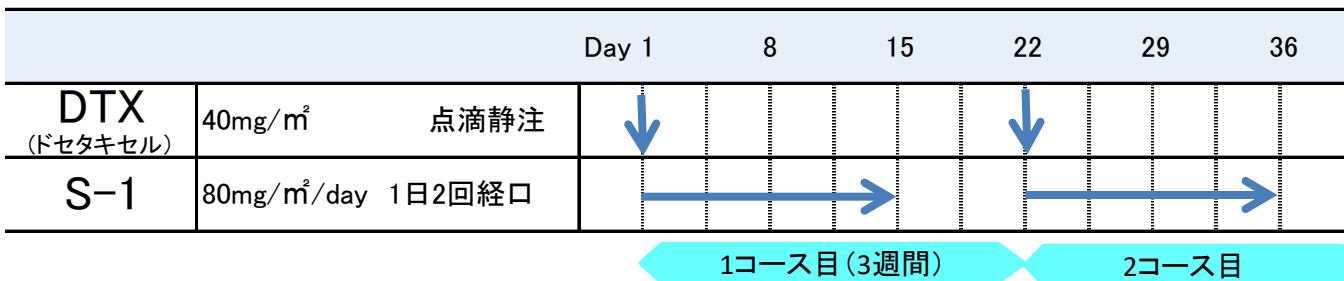 Day 1 8 15 22 29 36
DTX
(ドセタキセル)
40mg/㎡ 点滴静注
S-1
80mg/㎡/day 1日2回経口
1コース目(3週間) 2コース目